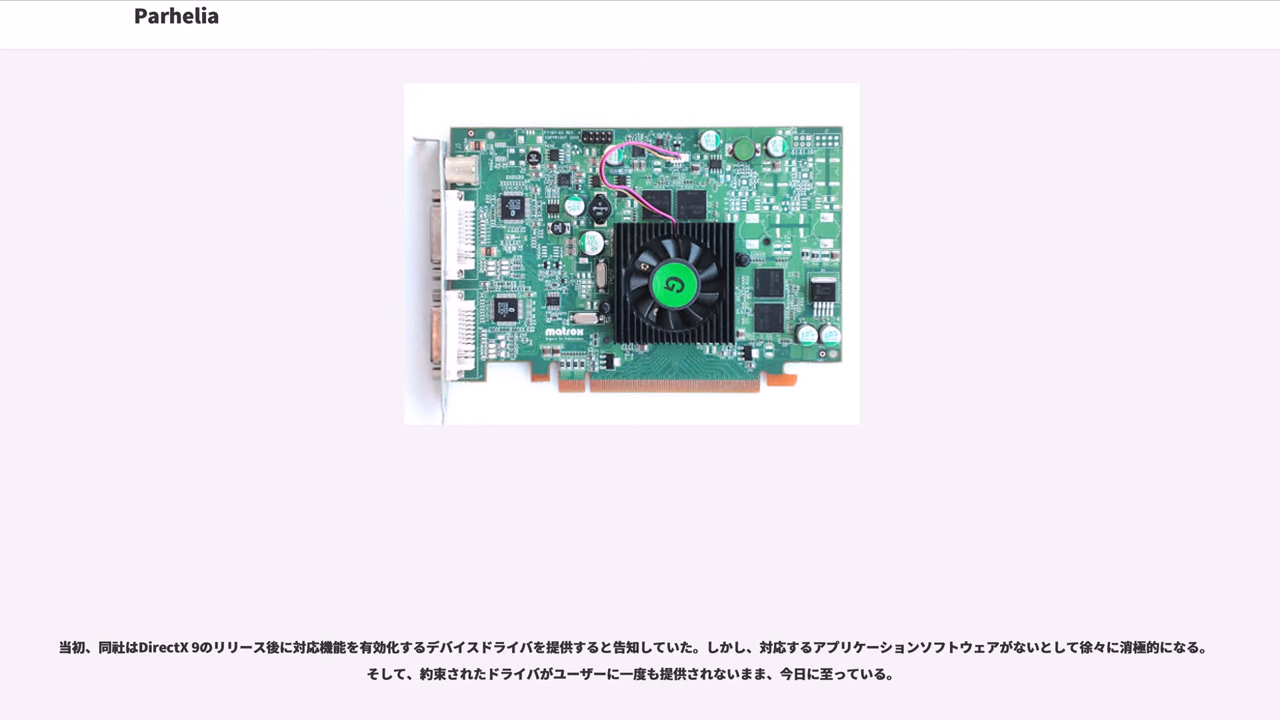 Parhelia
matrox
当初、同社はDirectX 9のリリース後に対応機能を有効化するデバイスドライバを提供すると告知していた。しかし、対応するアプリケーションソフトウェアがないとして徐々に消極的になる。
そして、約束されたドライバがユーザーに一度も提供されないまま、今日に至っている。